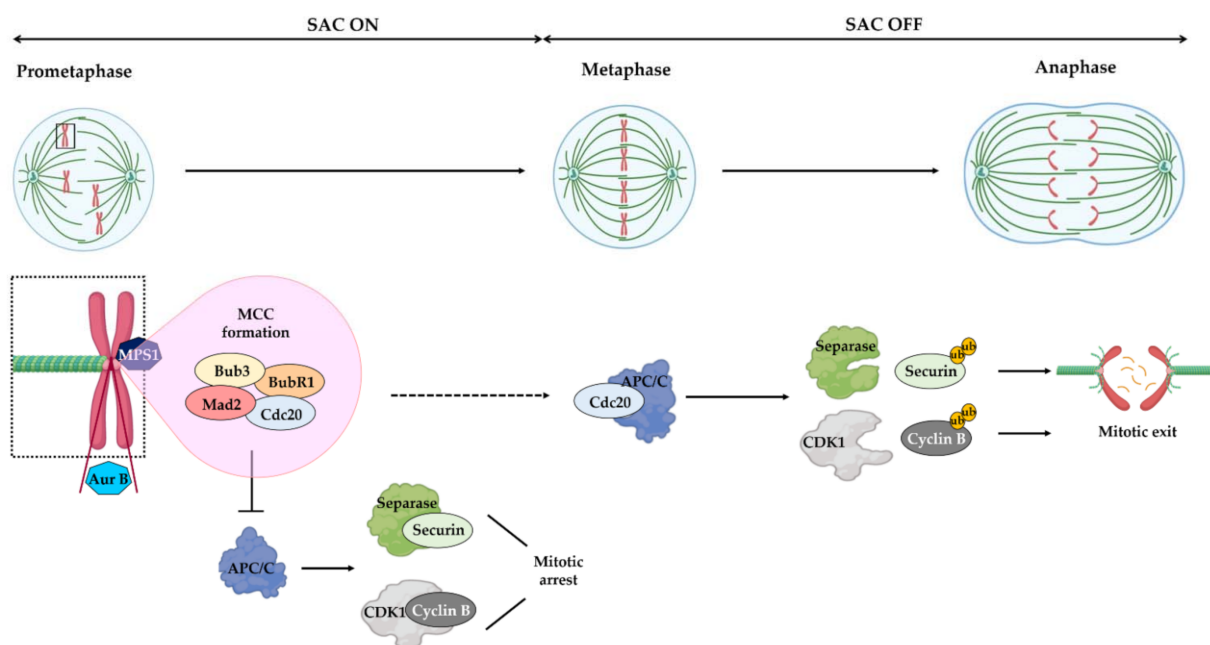 SAC ON
SAC OFF
Prometaphase
Metaphase
Anaphase
MPS1
Aur B
MCC
formation
Bub3
BubR1
Mad2
Cdc20
APC/C
Separase
Securin
CDK1
Cyclin B
Mitotic
arrest
Cdc20
APC/C
Separase
Securin
ub
ub
CDK1
Cyclin B
ub
ub
Mitotic exit